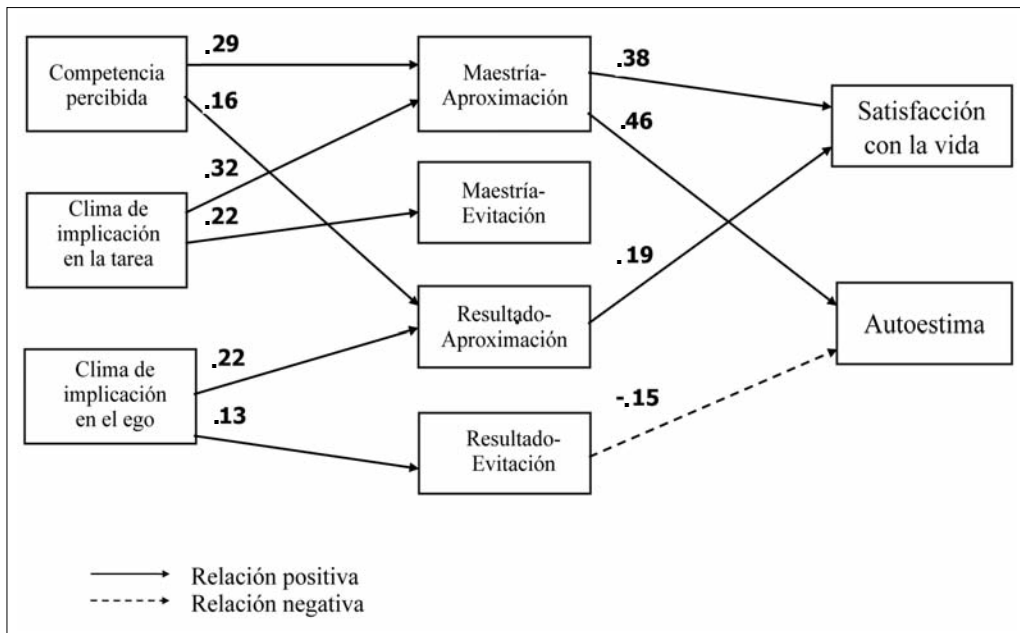 Competencia
percibida
.29
.16
Clima de
implicación
en la tarea
.32
.22
Clima de
implicación
en el ego
.22
.13
Maestría-
Aproximación
Maestría-
Evitación
Resultado-
Aproximación
Resultado-
Evitación
.38
.46
.19
-.15
Satisfacción
con la vida
Autoestima
Relación positiva
Relación negativa